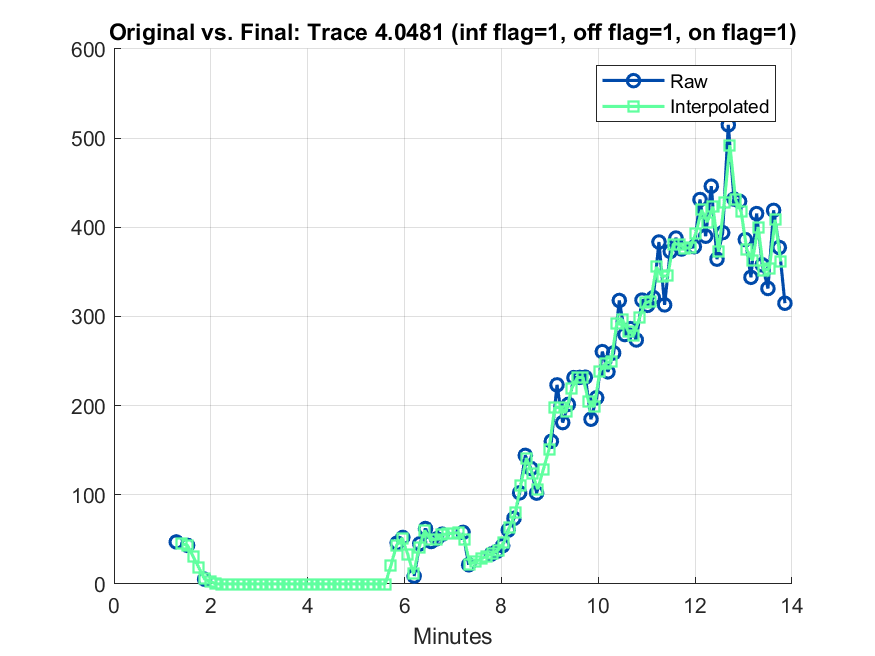 Original vs. Final: Trace 4.0481 (inf flag=1, off flag=1, on flag=1)
600
Raw
Interpolated
500
400
300
200
100
0
0 2 4 6 8 10 12 14
Minutes